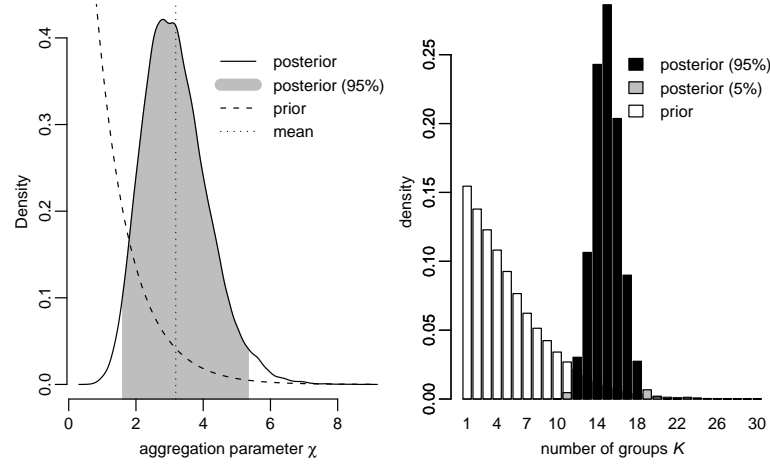 posterior
posterior (95%)
prior
mean
Density
0.0
0.1
0.2
0.3
0.4
0 2 4 6 8
aggregation parameter χ
posterior (95%)
posterior (5%)
prior
density
0.00
0.05
0.10
0.15
0.20
0.25
1 4 7 10 14 18 22 26 30
number of groups K